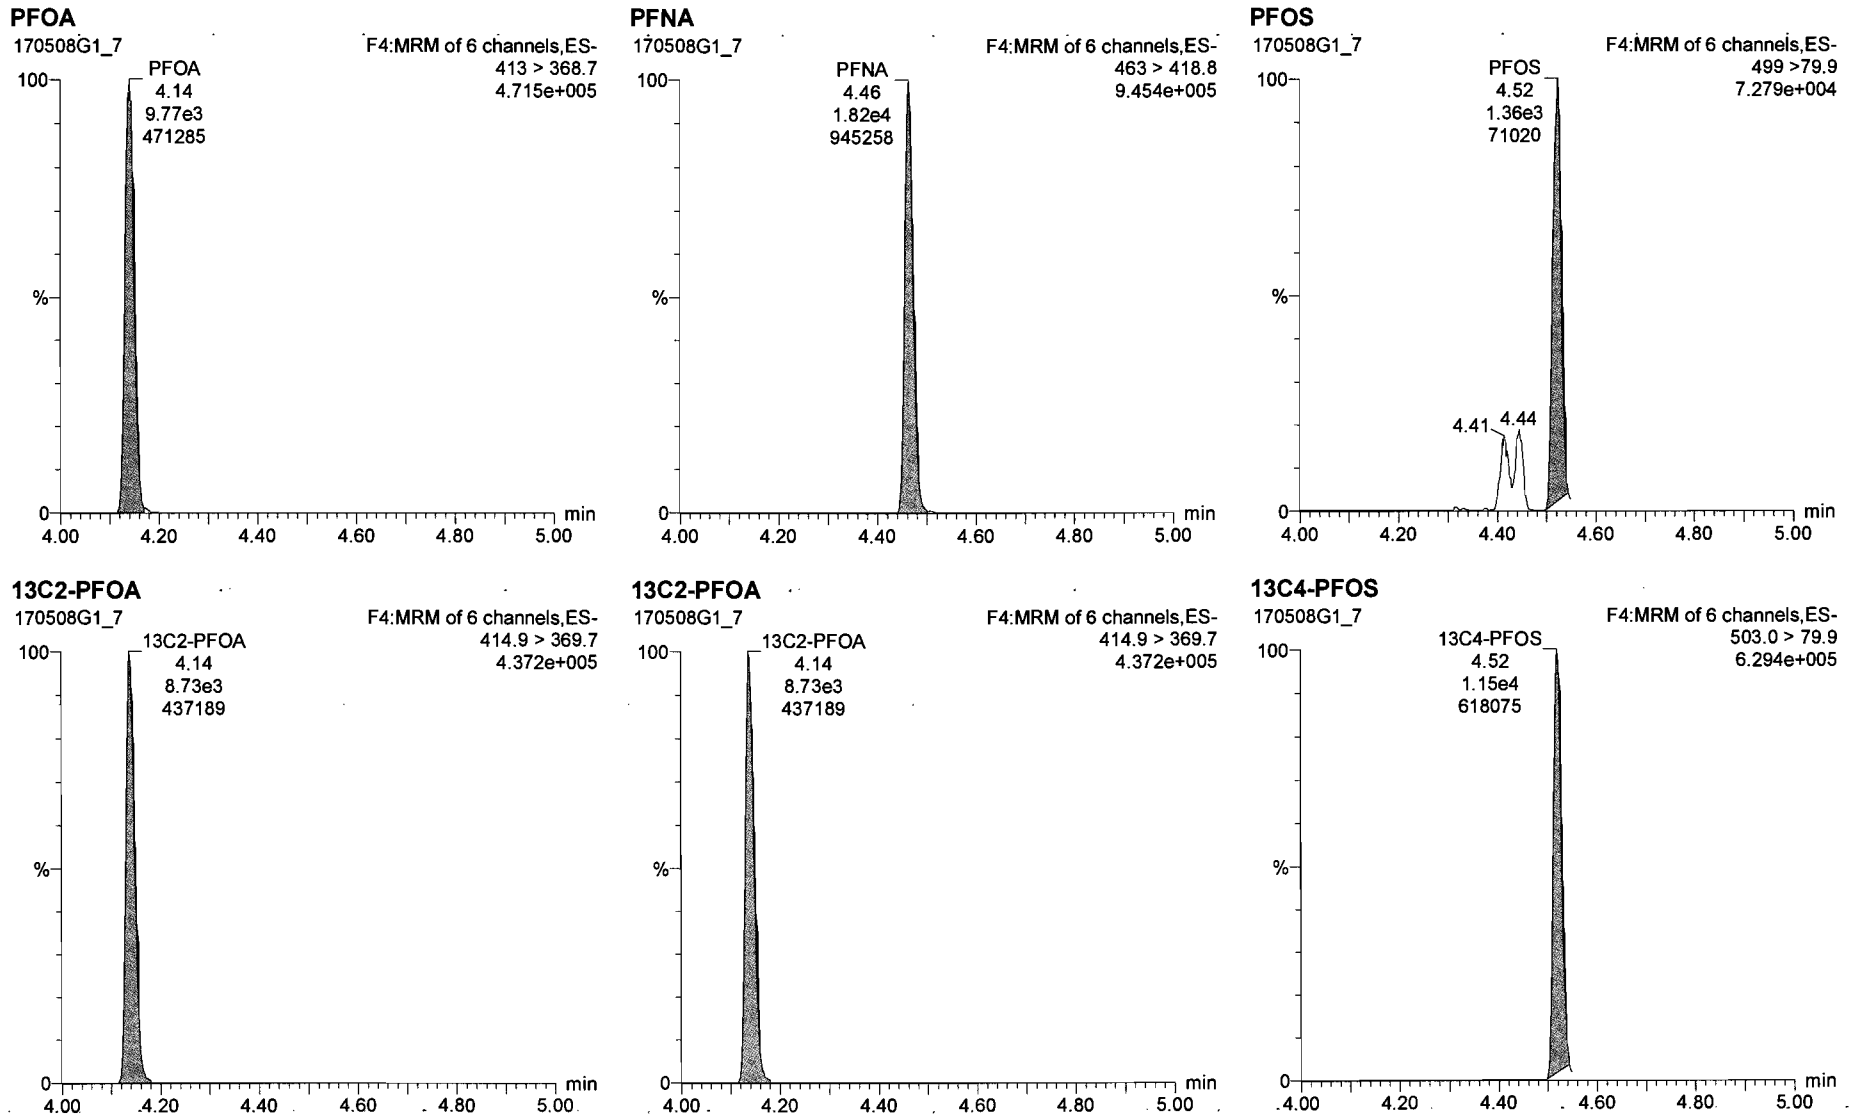 PFOA
170508G1_7
F4:MRM of 6 channels,ES-
413 > 368.7
4.715e+005
PFOA
4.14
9.77e3
471285
100
%
0
4.00 4.20 4.40 4.60 4.80 5.00
min
PFNA
170508G1_7
F4:MRM of 6 channels,ES-
463 > 418.8
9.454e+005
PFNA
4.46
1.82e4
945258
100
%
0
4.00 4.20 4.40 4.60 4.80 5.00
min
PFOS
170508G1_7
F4:MRM of 6 channels,ES-
499 >79.9
7.279e+004
PFOS
4.52
1.36e3
71020
4.41 4.44
100
%
0
4.00 4.20 4.40 4.60 4.80 5.00
min
13C2-PFOA
170508G1_7
F4:MRM of 6 channels,ES-
414.9 > 369.7
4.372e+005
13C2-PFOA
4.14
8.73e3
437189
100
%
0
4.00 4.20 4.40 4.60 4.80 5.00
min
13C2-PFOA
170508G1_7
F4:MRM of 6 channels,ES-
414.9 > 369.7
4.372e+005
13C2-PFOA
4.14
8.73e3
437189
100
%
0
4.00 4.20 4.40 4.60 4.80 5.00
min
13C4-PFOS
170508G1_7
F4:MRM of 6 channels,ES-
503.0 > 79.9
6.294e+005
13C4-PFOS
4.52
1.15e4
618075
100
%
0
4.00 4.20 4.40 4.60 4.80 5.00
min